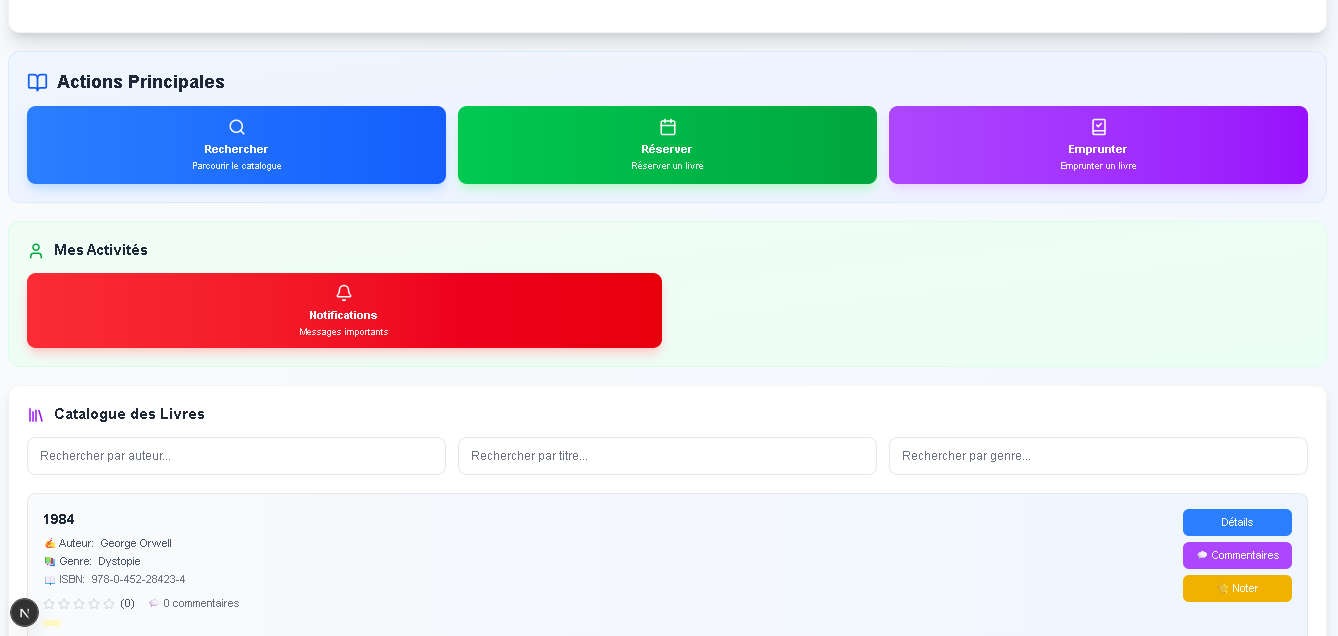 Actions Principales
Rechercher
Parcourir le catalogue
Réserver
Réserver un livre
Emprunter
Emprunter un livre
Mes Activités
Notifications
Messages importants
Catalogue des Livres
Rechercher par auteur...
Rechercher par titre...
Rechercher par genre...
1984
Auteur: George Orwell
Genre: Dystopie
ISBN: 978-0-452-28423-4
(0) 0 commentaires
Détails
Commentaires
Noter
N